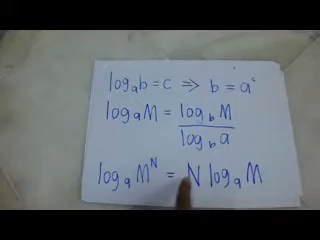 logₐb = c ⇒ b = aᶜ
logₐM = log_b M / log_b a
logₐMᴺ = N logₐM